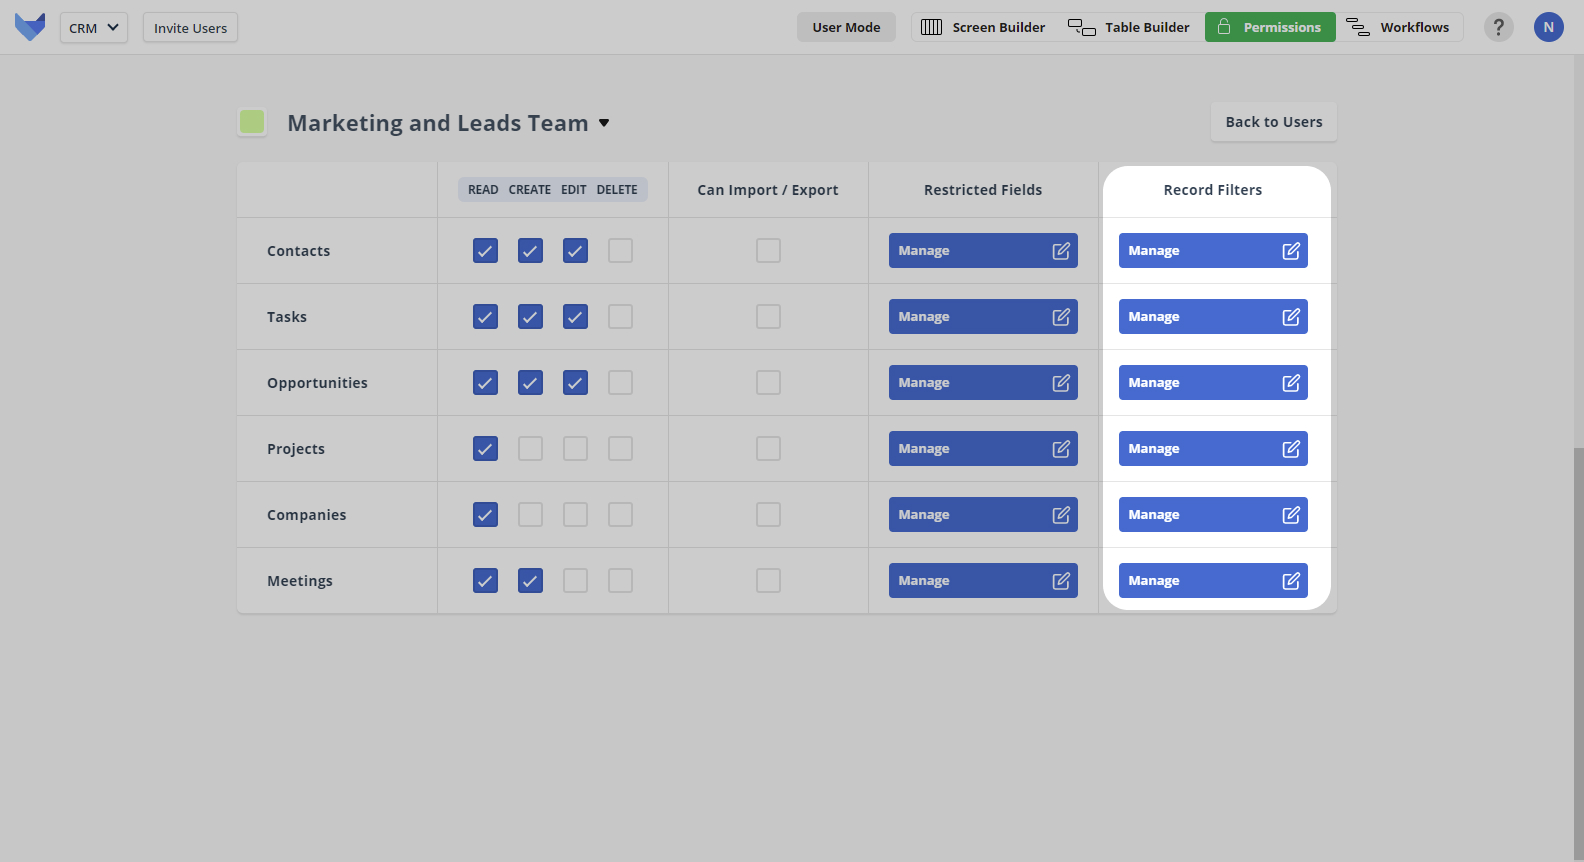 CRM Invite Users User Mode Screen Builder Table Builder Permissions Workflows ? N
Marketing and Leads Team Back to Users
READ CREATE EDIT DELETE Can Import / Export Restricted Fields Record Filters
Contacts Manage Manage
Tasks Manage Manage
Opportunities Manage Manage
Projects Manage Manage
Companies Manage Manage
Meetings Manage Manage